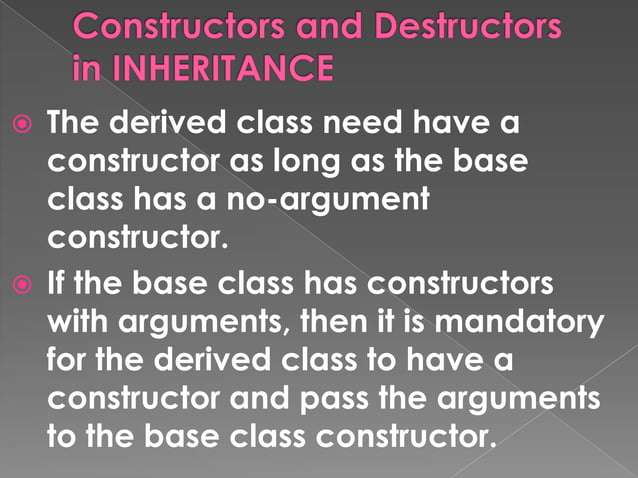 Constructors and Destructors
in INHERITANCE
The derived class need have a
constructor as long as the base
class has a no-argument
constructor.
If the base class has constructors
with arguments, then it is mandatory
for the derived class to have a
constructor and pass the arguments
to the base class constructor.